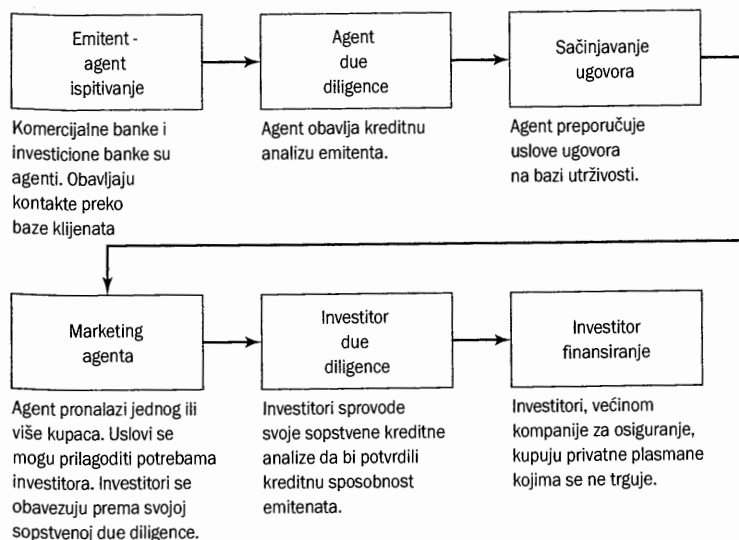 Emitent -
agent
ispitivanje
Komercijalne banke i
investicione banke su
agenti. Obavljaju
kontakte preko
baze klijenata
Agent
due
diligence
Agent obavlja kreditnu
analizu emitenta.
Sačinjavanje
ugovora
Agent preporučuje
uslove ugovora
na bazi utrživosti.
Marketing
agenta
Agent pronalazi jednog ili
više kupaca. Uslovi se
mogu prilagoditi potrebama
investitora. Investitori se
obavezuju prema svojoj
sopstvenoj due diligence.
Investitor
due
diligence
Investitori sprovode
svoje sopstvene kreditne
analize da bi potvrdili
kreditnu sposobnost
emitenata.
Investitor
finansiranje
Investitori, većinom
kompanije za osiguranje,
kupuju privatne plasmane
kojima se ne trguje.